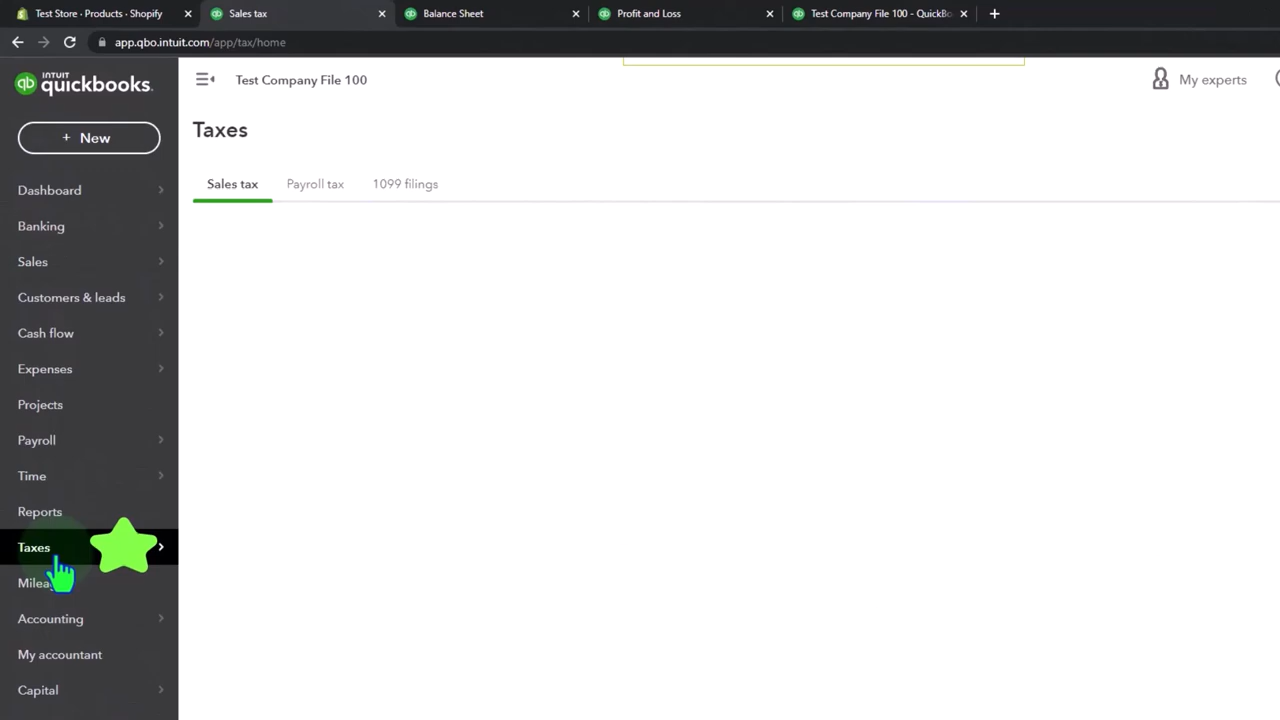 Test Store · Products · Shopify
Sales tax
Balance Sheet
Profit and Loss
Test Company File 100 - QuickBo
app.qbo.intuit.com/app/tax/home
INTUIT
quickbooks.
Test Company File 100
My experts
+ New
Taxes
Sales tax
Payroll tax
1099 filings
Dashboard
Banking
Sales
Customers & leads
Cash flow
Expenses
Projects
Payroll
Time
Reports
Taxes
Accounting
My accountant
Capital